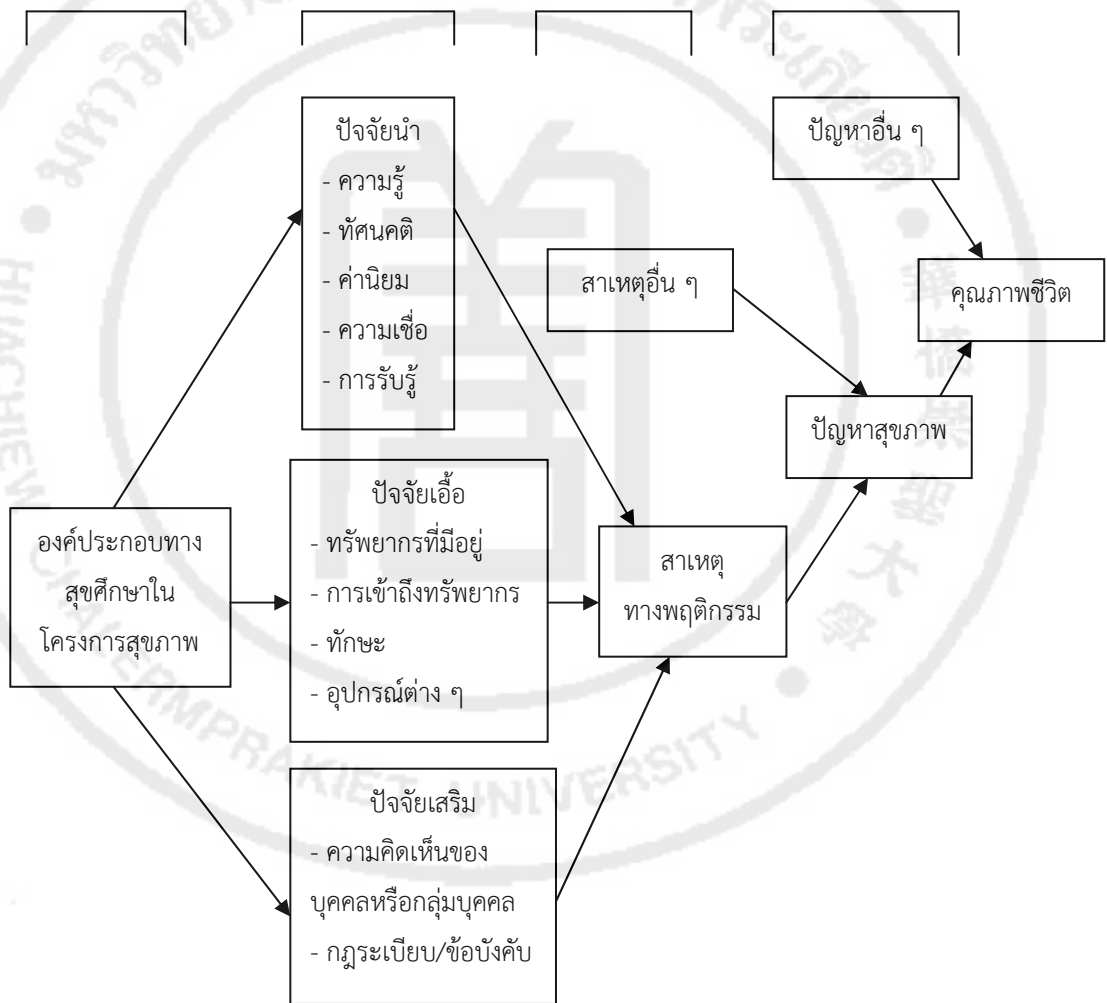 ปัจจัยนำ
- ความรู้
- ทัศนคติ
- ค่านิยม
- ความเชื่อ
- การรับรู้
ปัญหาอื่น ๆ
สาเหตุอื่น ๆ
คุณภาพชีวิต
ปัญหาสุขภาพ
องค์ประกอบทาง
สุขศึกษาใน
โครงการสุขภาพ
ปัจจัยเอื้อ
- ทรัพยากรที่มีอยู่
- การเข้าถึงทรัพยากร
- ทักษะ
- อุปกรณ์ต่าง ๆ
สาเหตุ
ทางพฤติกรรม
ปัจจัยเสริม
- ความคิดเห็นของ
บุคคลหรือกลุ่มบุคคล
- กฎระเบียบ/ข้อบังคับ
CHALERMPRAKIET UNIVERSITY